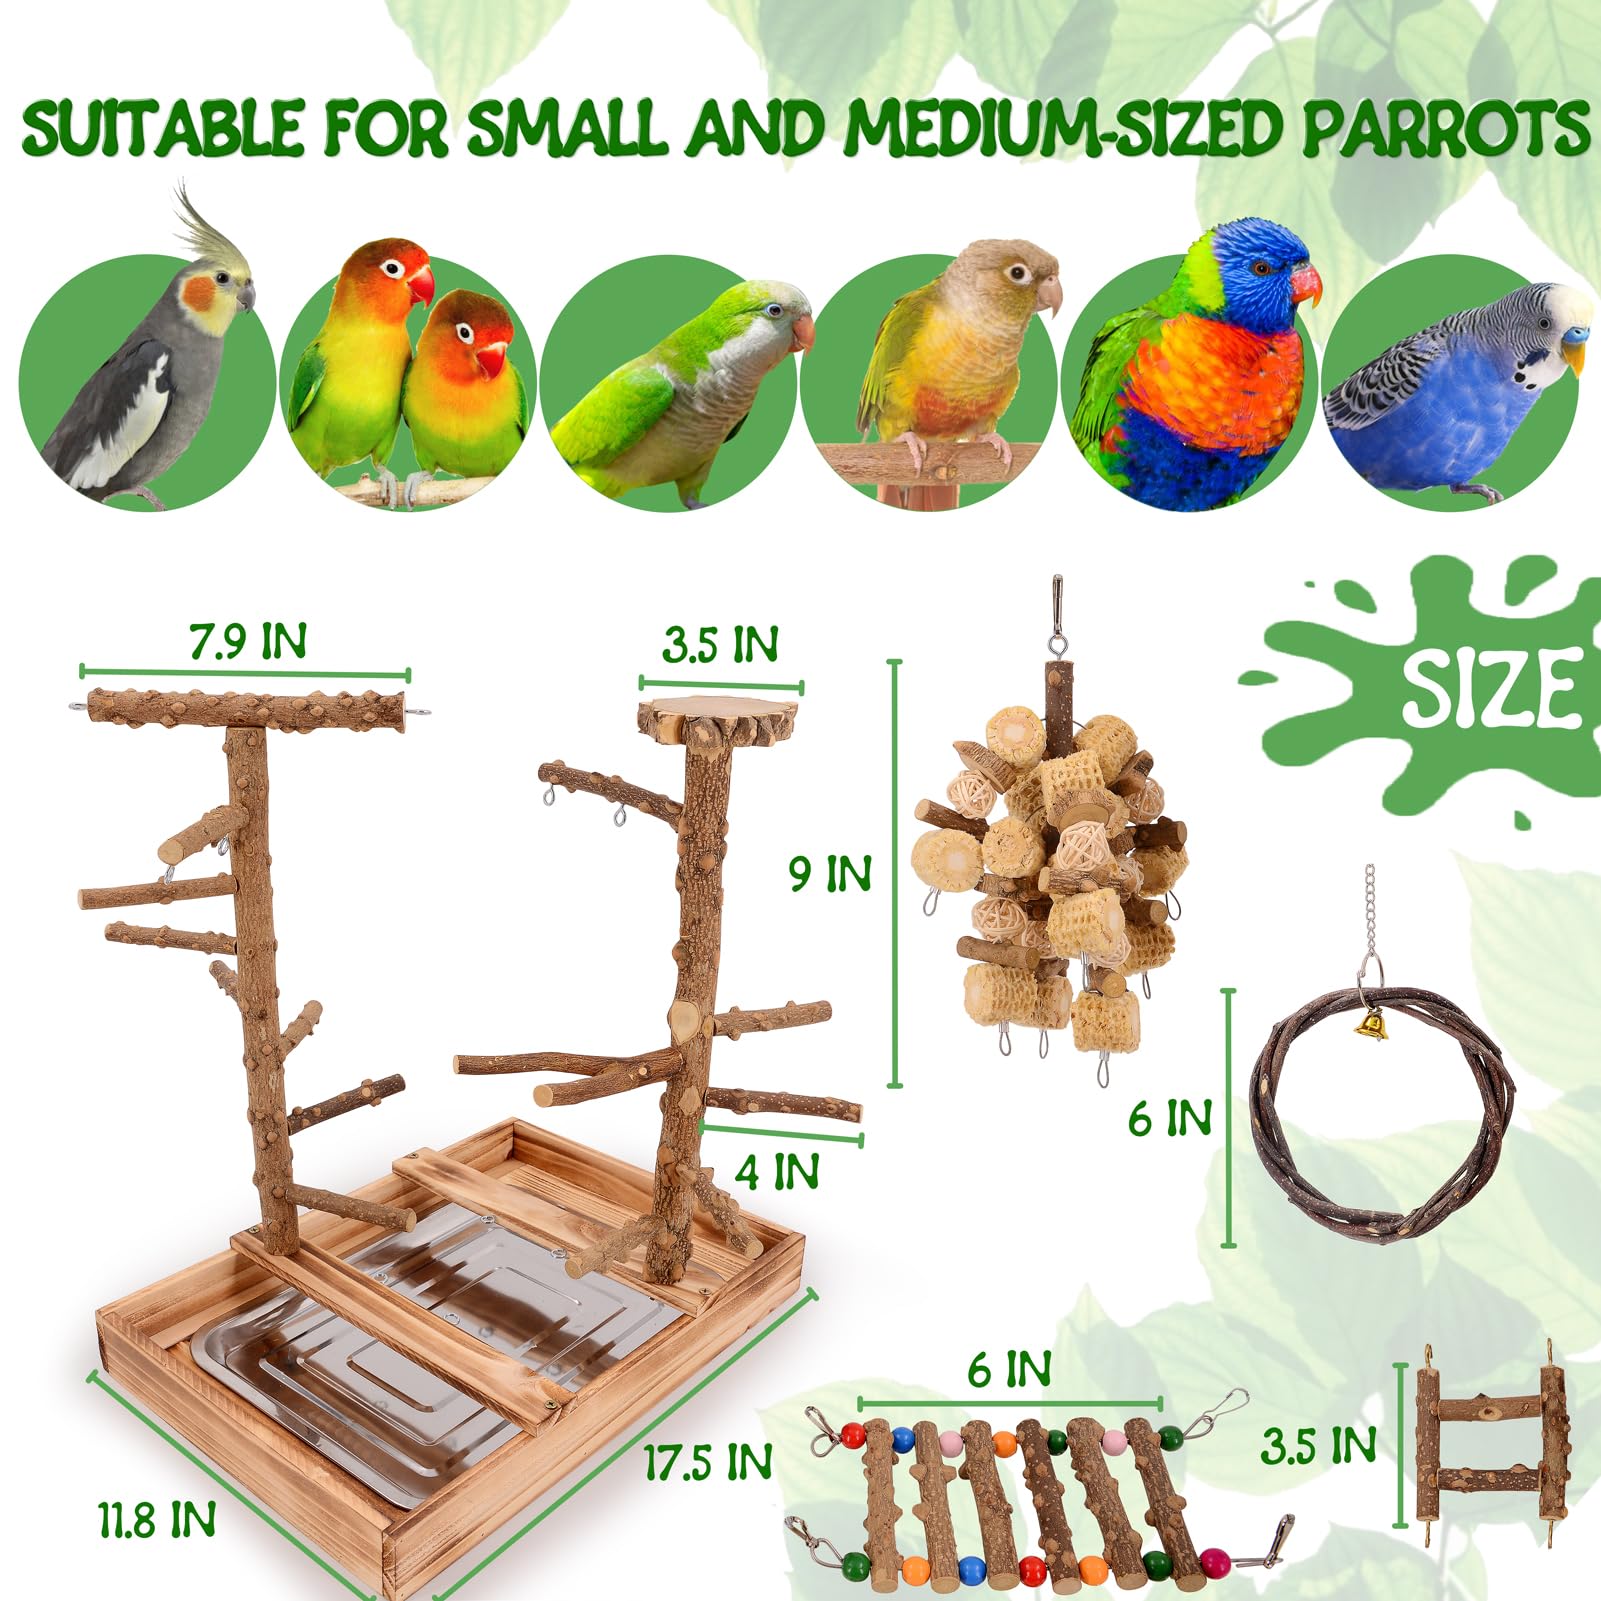 SUITABLE FOR SMALL AND MEDIUM-SIZED PARROTS
SIZE
7.9 IN
3.5 IN
9 IN
6 IN
4 IN
17.5 IN
11.8 IN
6 IN
3.5 IN